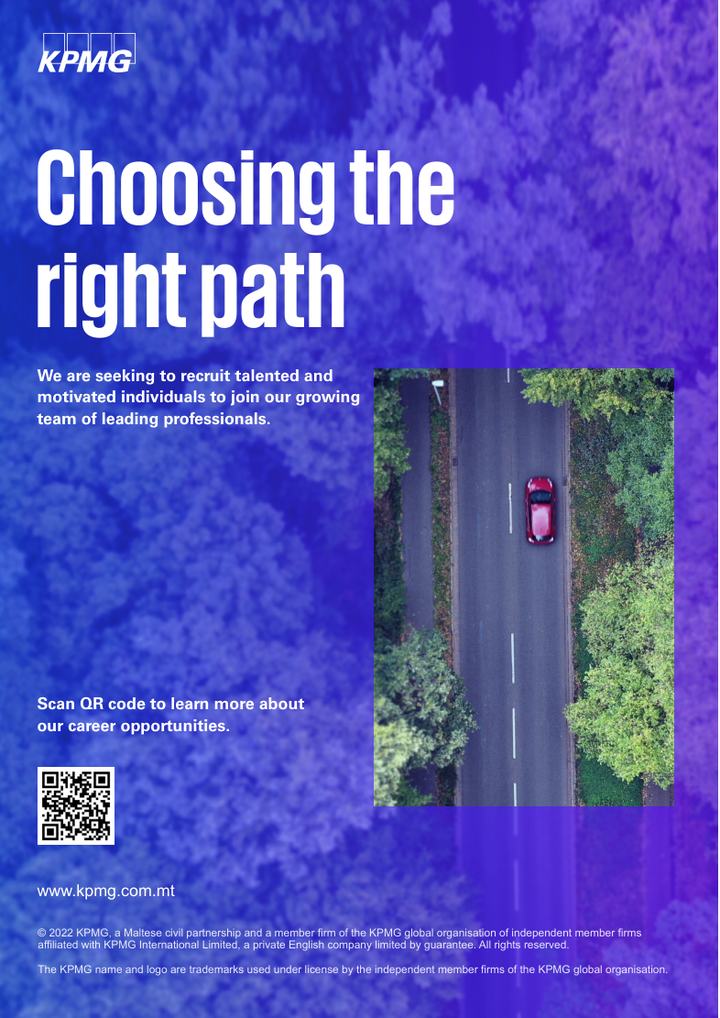 KPMG
Choosing the
right path
We are seeking to recruit talented and
motivated individuals to join our growing
team of leading professionals.
Scan QR code to learn more about
our career opportunities.
www.kpmg.com.mt
© 2022 KPMG, a Maltese civil partnership and a member firm of the KPMG global organisation of independent member firms
affiliated with KPMG International Limited, a private English company limited by guarantee. All rights reserved.
The KPMG name and logo are trademarks used under license by the independent member firms of the KPMG global organisation.